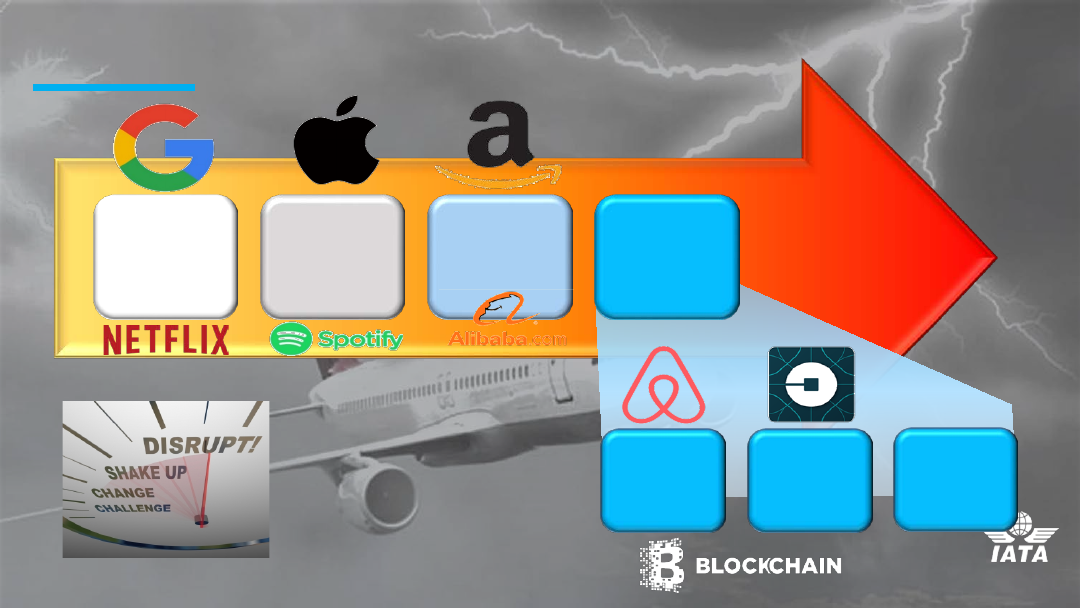 a
NETFLIX
Spotify
Alibaba.com
DISRUPT!
SHAKE UP
CHANGE
CHALLENGE
BLOCKCHAIN
IATA